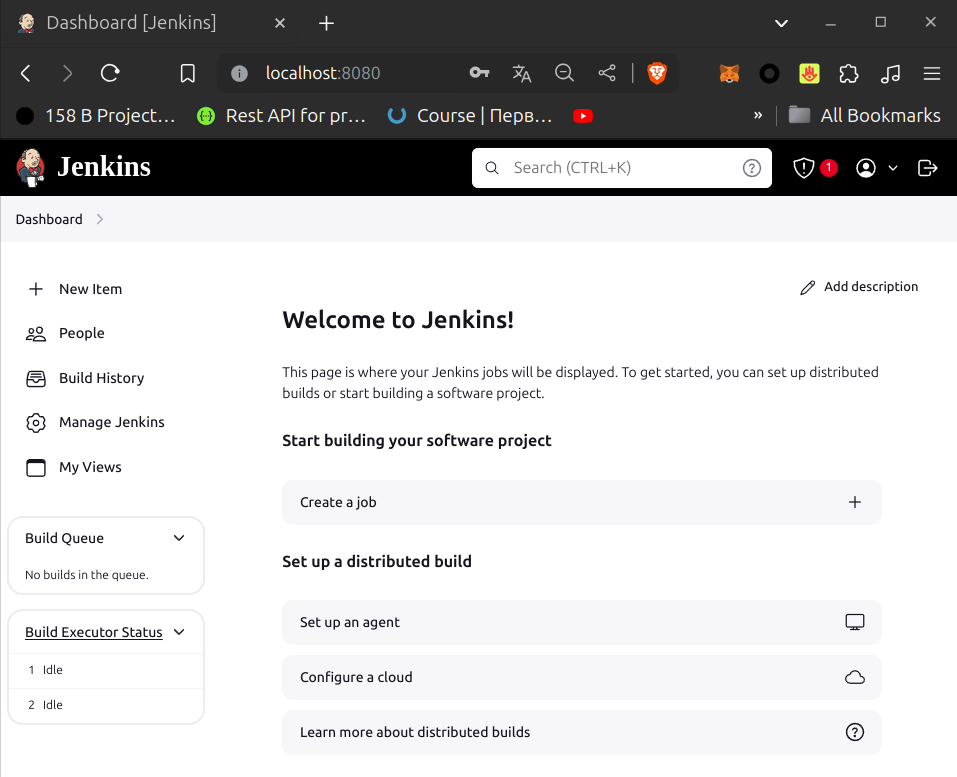 Dashboard [Jenkins]
localhost:8080
158 B Project...
Rest API for pr...
Course | Перв...
»
All Bookmarks
Jenkins
Search (CTRL+K)
1
Dashboard
New Item
People
Build History
Manage Jenkins
My Views
Build Queue
No builds in the queue.
Build Executor Status
1 Idle
2 Idle
Add description
Welcome to Jenkins!
This page is where your Jenkins jobs will be displayed. To get started, you can set up distributed
builds or start building a software project.
Start building your software project
Create a job
Set up a distributed build
Set up an agent
Configure a cloud
Learn more about distributed builds